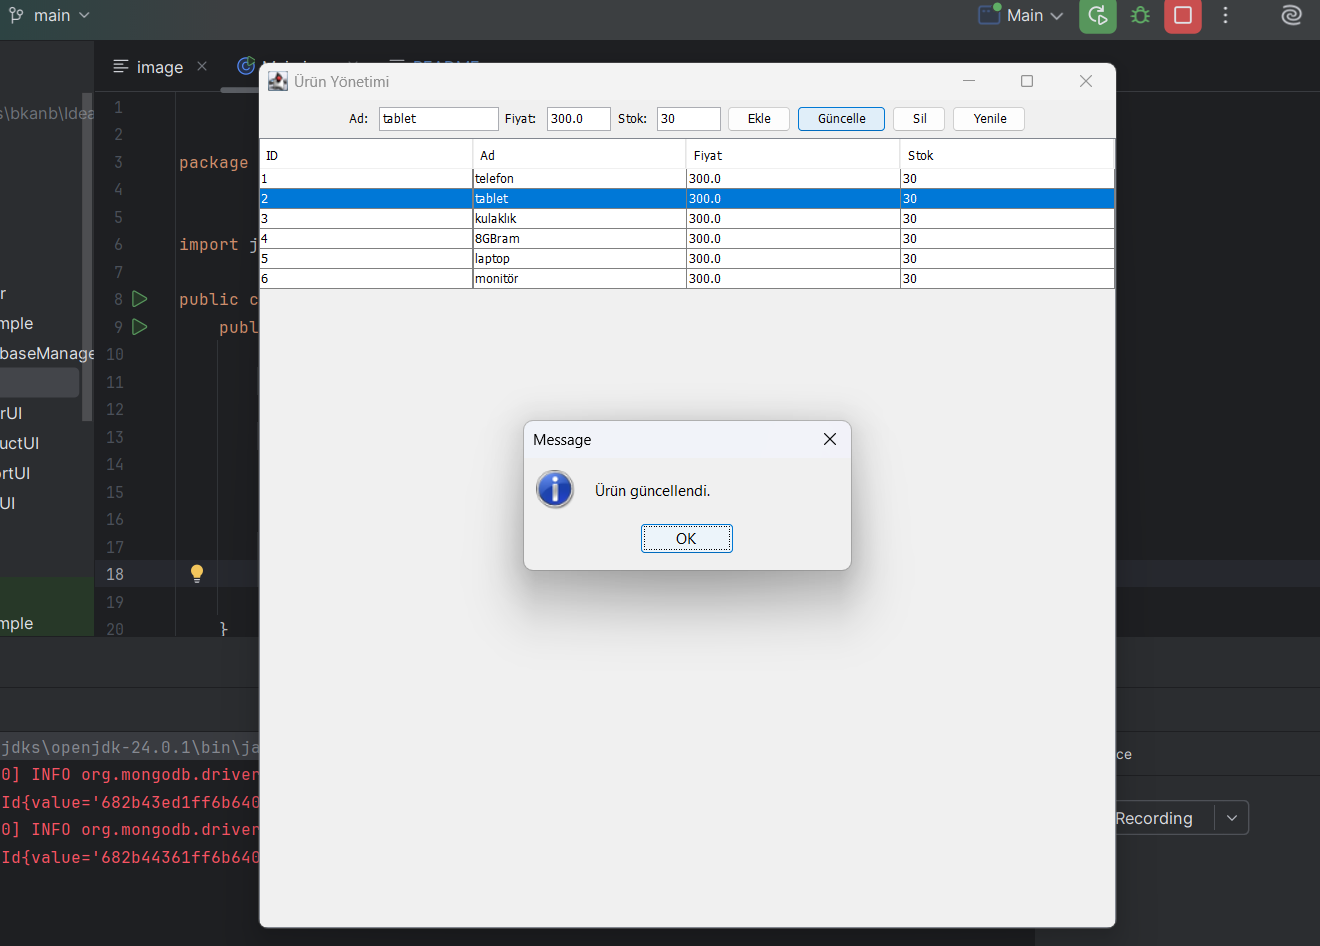 main
Main
image
Ürün Yönetimi
Ad: tablet Fiyat: 300.0 Stok: 30 Ekle Güncelle Sil Yenile
ID Ad Fiyat Stok
1 telefon 300.0 30
2 tablet 300.0 30
3 kulaklık 300.0 30
4 8GBram 300.0 30
5 laptop 300.0 30
6 monitör 300.0 30
Message
Ürün güncellendi.
OK
s\bkanb\Idea
r
mple
baseManage
rUI
uctUI
ortUI
UI
mple
1
2
3 package
4
5
6 import j
7
8 public c
9 publ
10
11
12
13
14
15
16
17
18
19
20 }
jdks\openjdk-24.0.1\bin\ja
0] INFO org.mongodb.driver
Id{value='682b43ed1ff6b640
0] INFO org.mongodb.driver
Id{value='682b44361ff6b640
ce
Recording